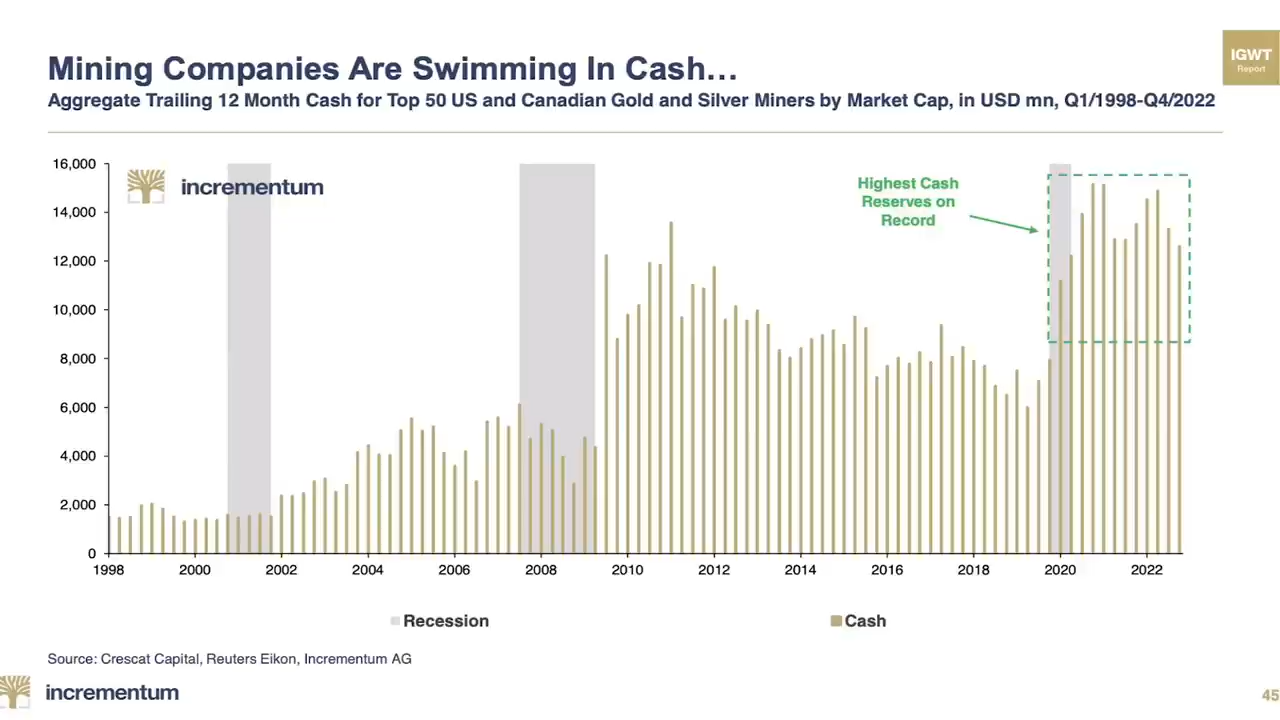 IGWT
Report
Mining Companies Are Swimming In Cash…
Aggregate Trailing 12 Month Cash for Top 50 US and Canadian Gold and Silver Miners by Market Cap, in USD mn, Q1/1998-Q4/2022
16,000
14,000
12,000
10,000
8,000
6,000
4,000
2,000
0
incrementum
Highest Cash
Reserves on
Record
1998 2000 2002 2004 2006 2008 2010 2012 2014 2016 2018 2020 2022
Recession Cash
Source: Crescat Capital, Reuters Eikon, Incrementum AG
incrementum
45